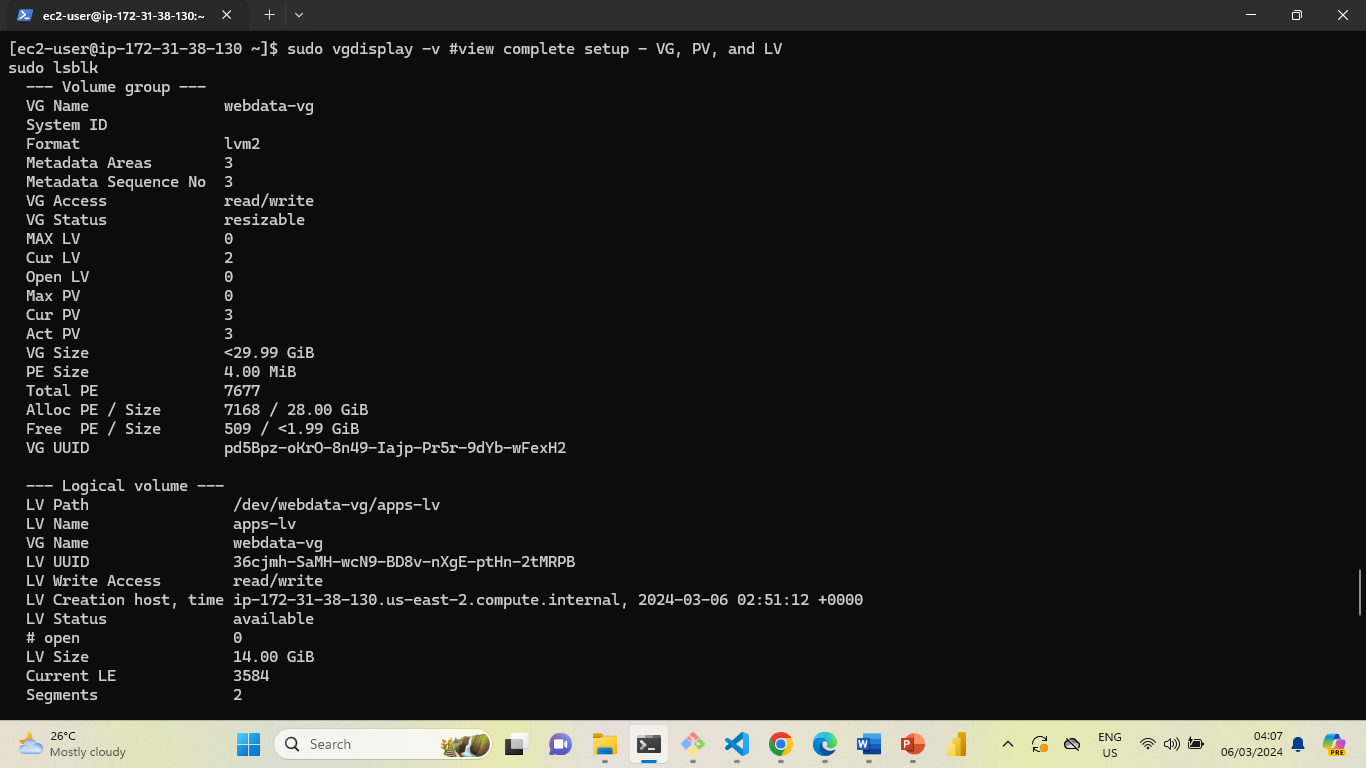 ec2-user@ip-172-31-38-130:~
[ec2-user@ip-172-31-38-130 ~]$ sudo vgdisplay -v #view complete setup - VG, PV, and LV
sudo lsblk
--- Volume group ---
VG Name webdata-vg
System ID
Format lvm2
Metadata Areas 3
Metadata Sequence No 3
VG Access read/write
VG Status resizable
MAX LV 0
Cur LV 2
Open LV 0
Max PV 0
Cur PV 3
Act PV 3
VG Size <29.99 GiB
PE Size 4.00 MiB
Total PE 7677
Alloc PE / Size 7168 / 28.00 GiB
Free PE / Size 509 / <1.99 GiB
VG UUID pd5Bpz-oKrO-8n49-Iajp-Pr5r-9dYb-wFexH2
--- Logical volume ---
LV Path /dev/webdata-vg/apps-lv
LV Name apps-lv
VG Name webdata-vg
LV UUID 36cjmh-SaMH-wcN9-BD8v-nXgE-ptHn-2tMRPB
LV Write Access read/write
LV Creation host, time ip-172-31-38-130.us-east-2.compute.internal, 2024-03-06 02:51:12 +0000
LV Status available
# open 0
LV Size 14.00 GiB
Current LE 3584
Segments 2
26°C
Mostly cloudy
Search
ENG
US
04:07
06/03/2024
PRE